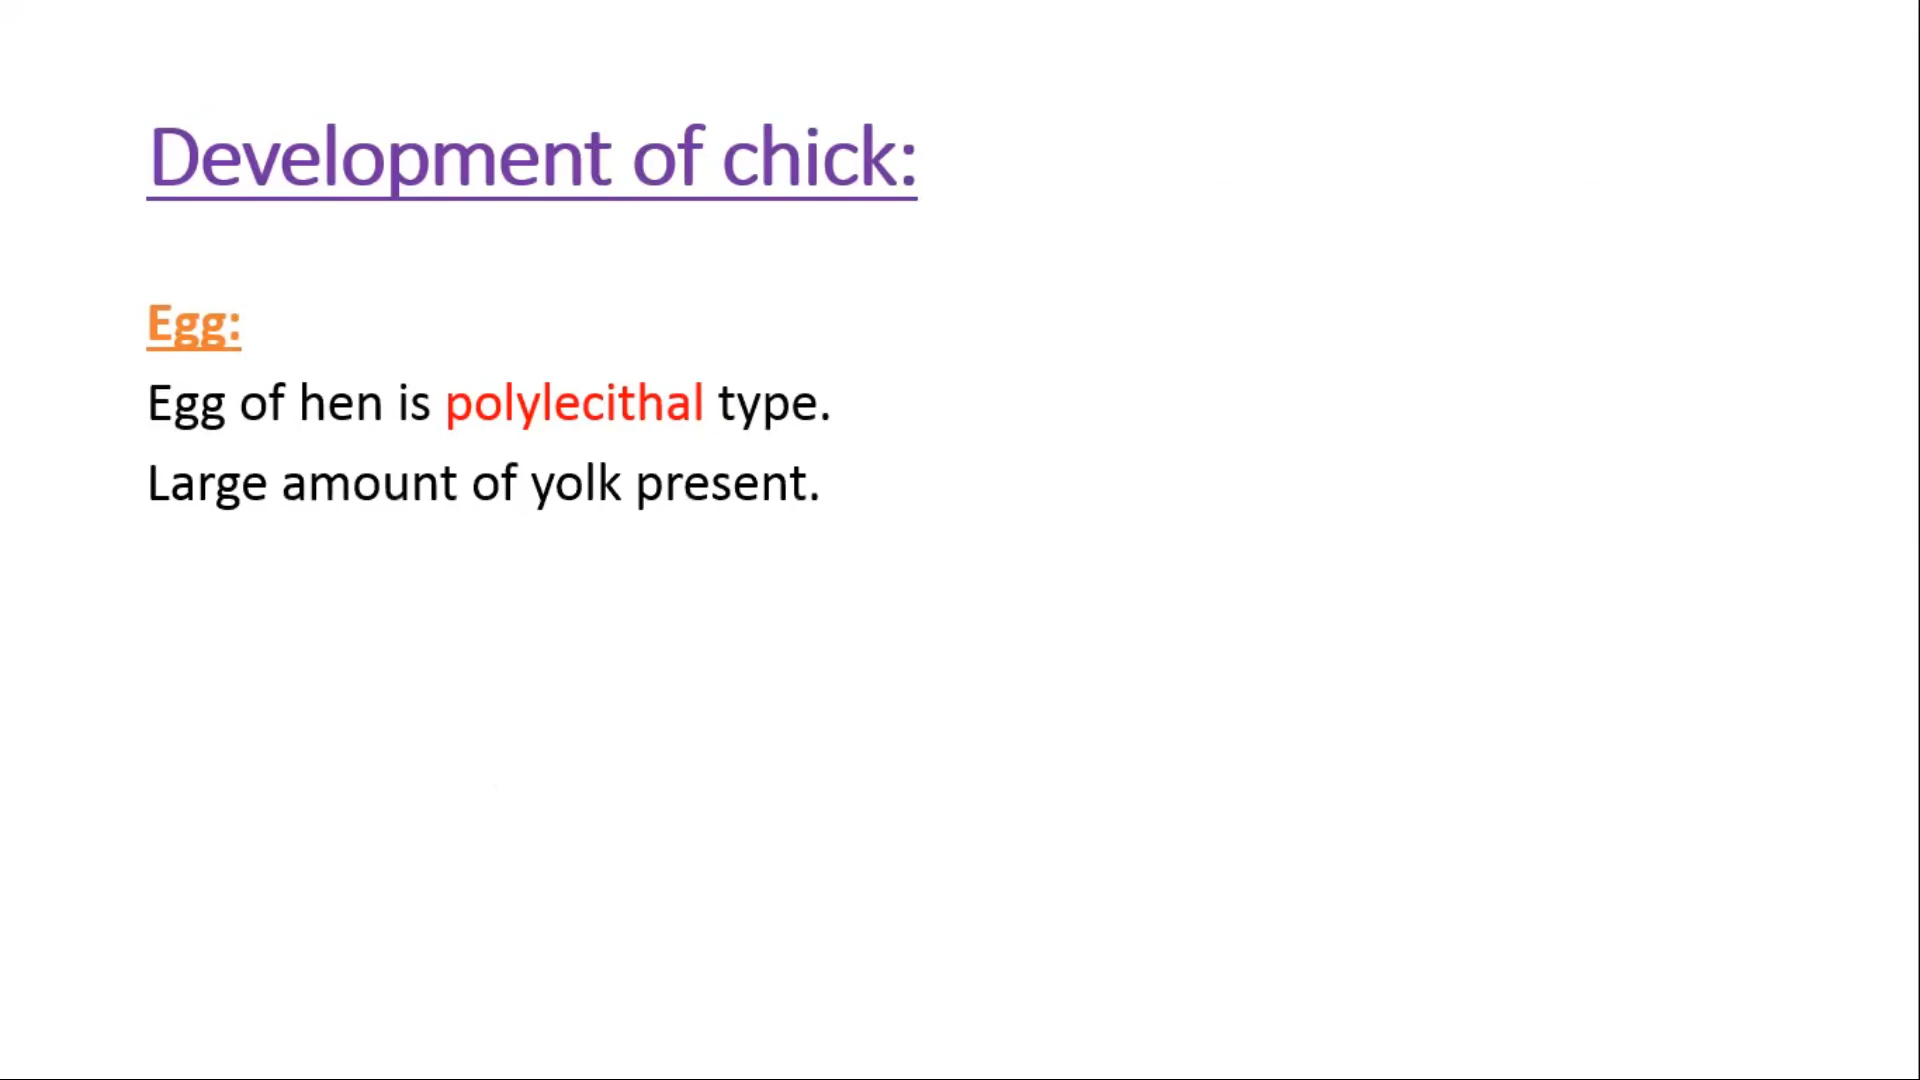 Development of chick:
Egg:
Egg of hen is polylecithal type.
Large amount of yolk present.